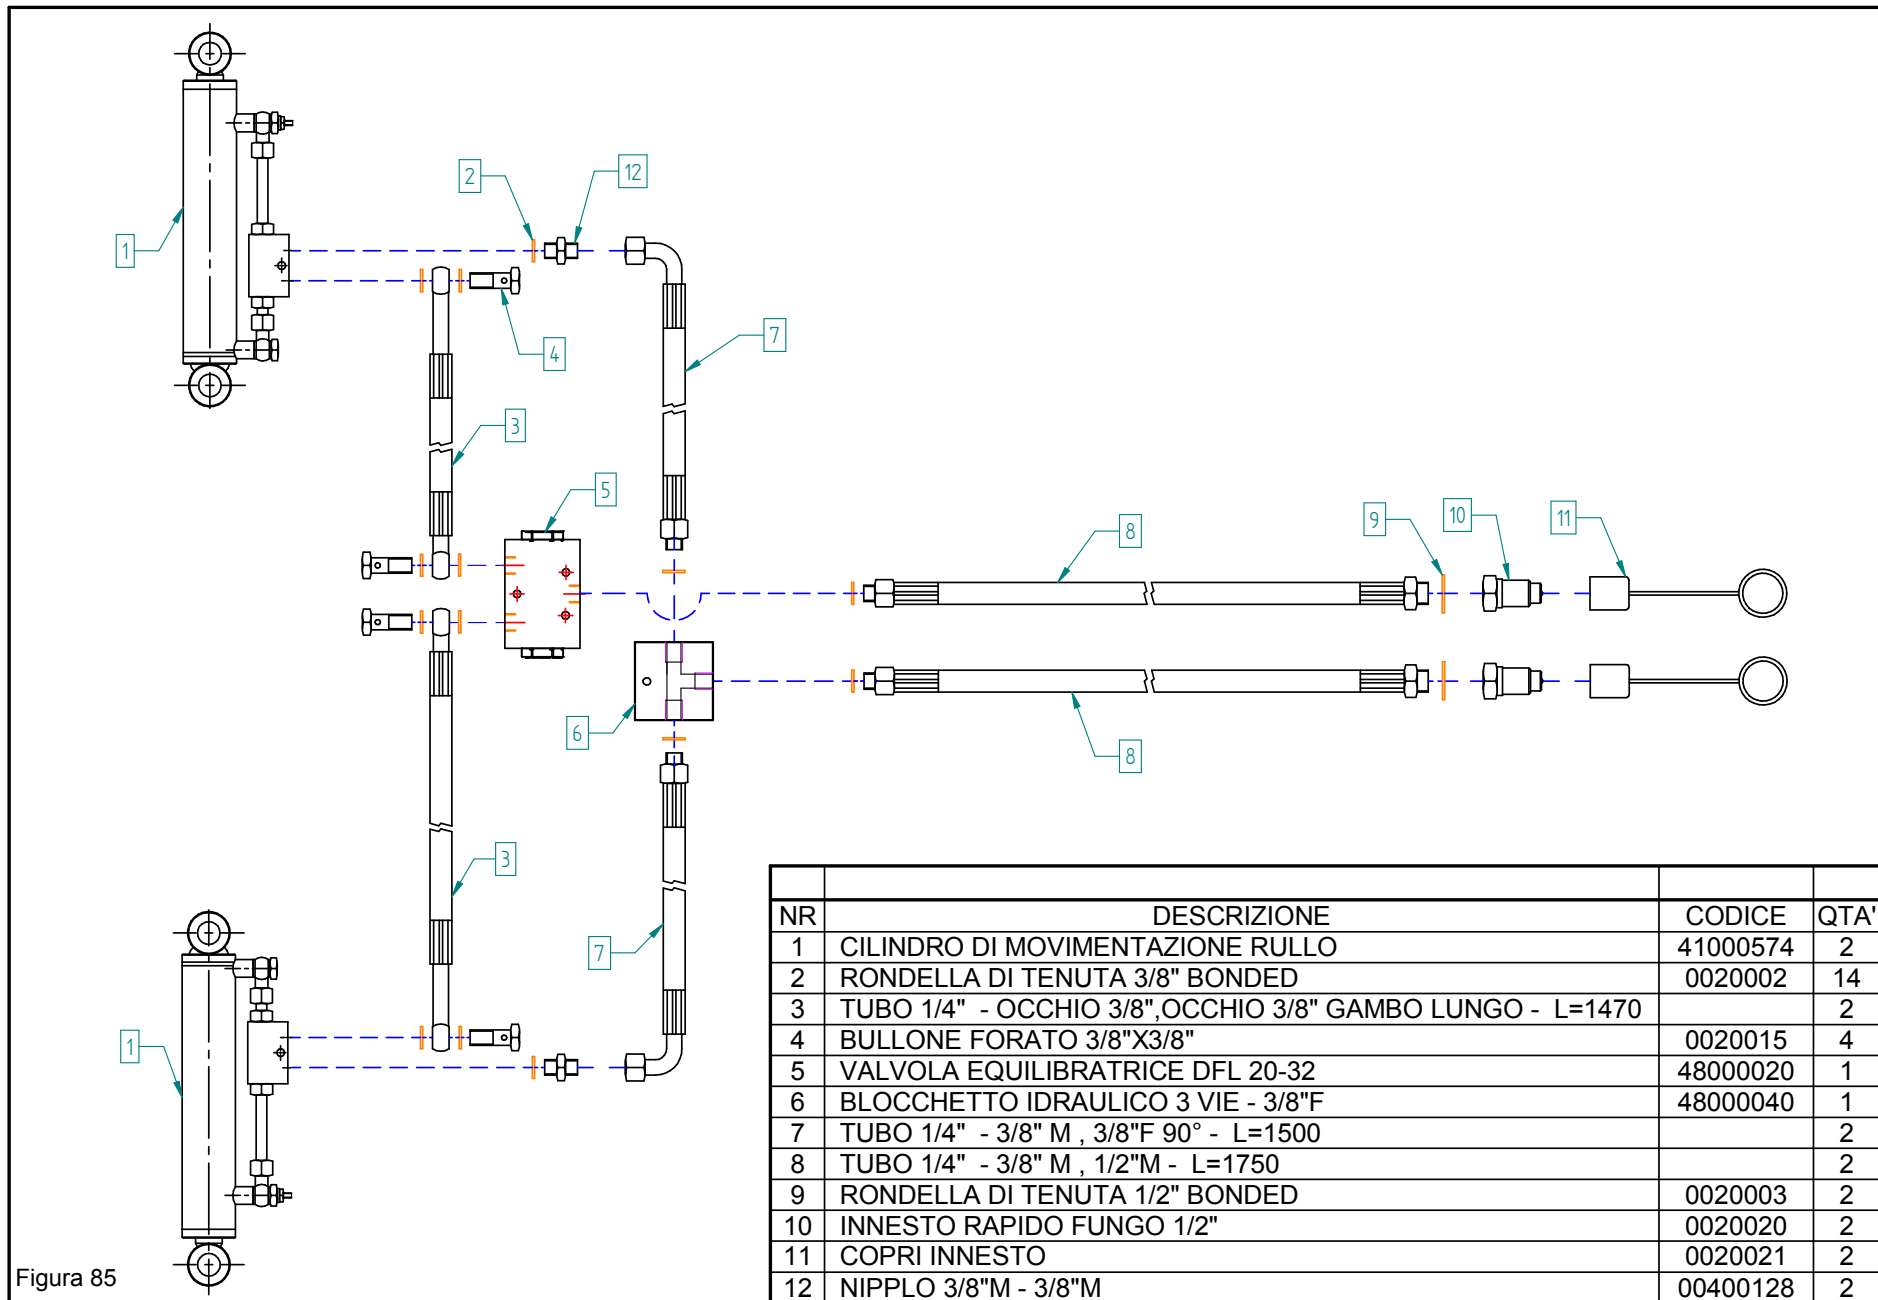 2
12
1
4
7
3
5
8
9
10
11
6
8
3
7
1
NR DESCRIZIONE CODICE QTA'
1 CILINDRO DI MOVIMENTAZIONE RULLO 41000574 2
2 RONDELLA DI TENUTA 3/8" BONDED 0020002 14
3 TUBO 1/4" - OCCHIO 3/8",OCCHIO 3/8" GAMBO LUNGO - L=1470 2
4 BULLONE FORATO 3/8"X3/8" 0020015 4
5 VALVOLA EQUILIBRATRICE DFL 20-32 48000020 1
6 BLOCCHETTO IDRAULICO 3 VIE - 3/8"F 48000040 1
7 TUBO 1/4" - 3/8" M , 3/8"F 90° - L=1500 2
8 TUBO 1/4" - 3/8" M , 1/2"M - L=1750 2
9 RONDELLA DI TENUTA 1/2" BONDED 0020003 2
10 INNESTO RAPIDO FUNGO 1/2" 0020020 2
11 COPRI INNESTO 0020021 2
12 NIPPLO 3/8"M - 3/8"M 00400128 2
Figura 85